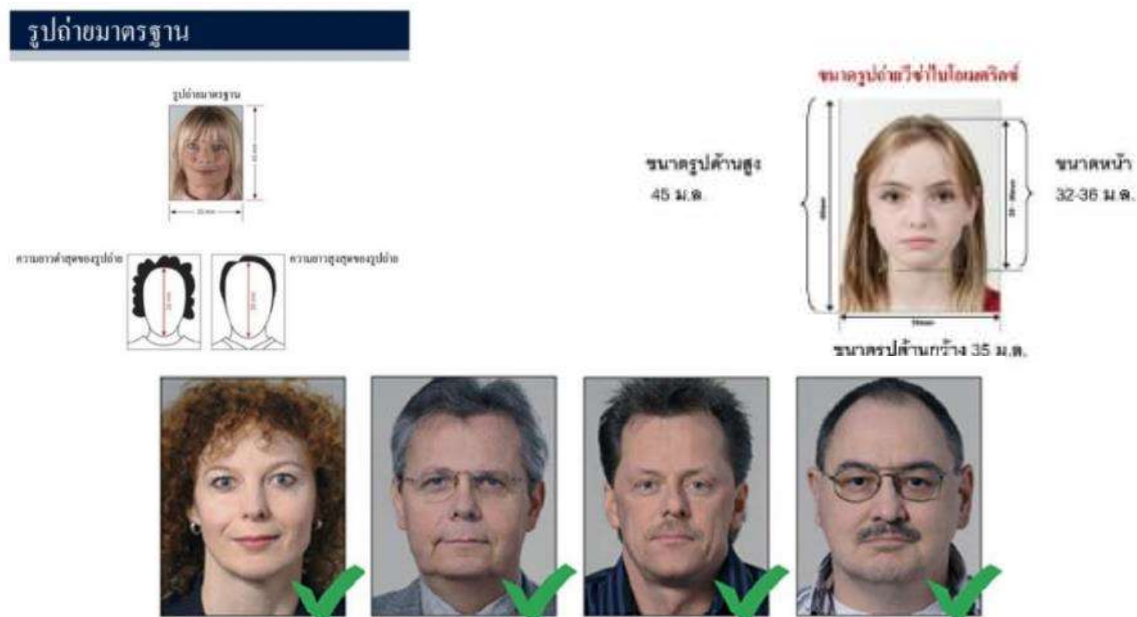 รูปถ่ายมาตรฐาน
รูปถ่ายมาตรฐาน
ขนาดรูปถ่ายวีซ่าไบโอเมตริกซ์
ขนาดรูปด้านสูง
45 ม.ม.
ขนาดหน้า
32-36 ม.ม.
ความยาวต่ำสุดของรูปถ่าย
ความยาวสูงสุดของรูปถ่าย
ขนาดรูปด้านกว้าง 35 ม.ม.